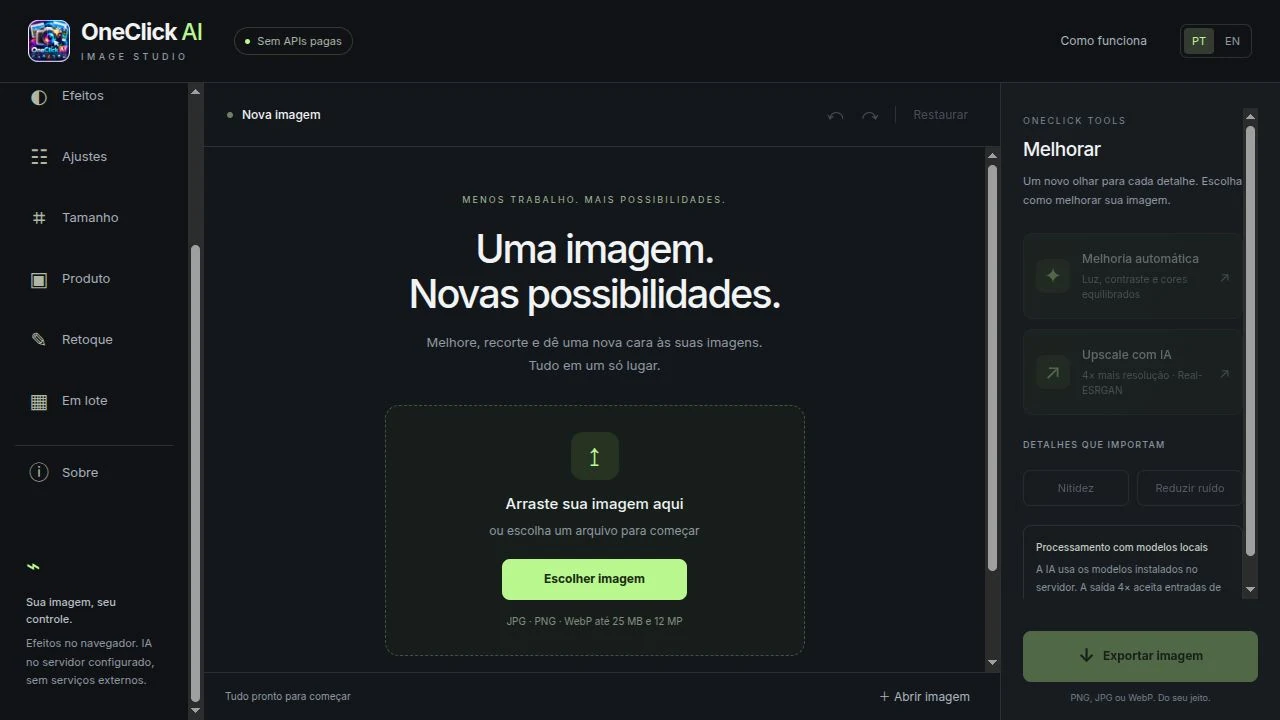 OneClick AI
IMAGE STUDIO
Sem APIs pagas
Como funciona
PT
EN
Efeitos
Ajustes
Tamanho
Produto
Retoque
Em lote
Sobre
Sua imagem, seu
controle.
Efeitos no navegador. IA
no servidor configurado,
sem serviços externos.
Nova imagem
Restaurar
MENOS TRABALHO. MAIS POSSIBILIDADES.
Uma imagem.
Novas possibilidades.
Melhore, recorte e dê uma nova cara às suas imagens.
Tudo em um só lugar.
Arraste sua imagem aqui
ou escolha um arquivo para começar
Escolher imagem
JPG · PNG · WebP até 25 MB e 12 MP
Tudo pronto para começar
+ Abrir imagem
ONECLICK TOOLS
Melhorar
Um novo olhar para cada detalhe. Escolha
como melhorar sua imagem.
Melhoria automática
Luz, contraste e cores
equilibrados
Upscale com IA
4× mais resolução · Real-
ESRGAN
DETALHES QUE IMPORTAM
Nitidez
Reduzir ruído
Processamento com modelos locais
A IA usa os modelos instalados no
servidor. A saída 4× aceita entradas de
Exportar imagem
PNG, JPG ou WebP. Do seu jeito.